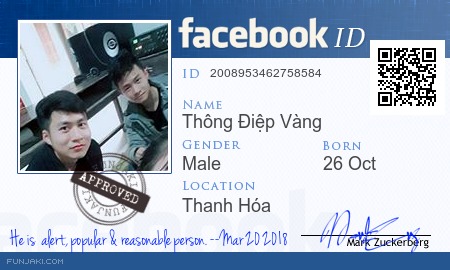 facebook ID
ID 2008953462758584
NAME
Thông Điệp Vàng
GENDER BORN
Male 26 Oct
LOCATION
Thanh Hóa
APPROVED
FUNJAKI
He is alert, popular & reasonable person. --Mar 20 2018
Mark Zuckerberg
FUNJAKI.COM